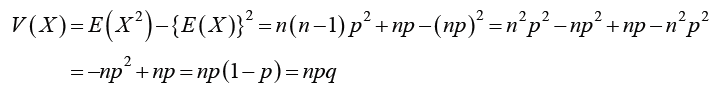 V(X)=E(X²)−{E(X)}²=n(n−1)p²+np−(np)²=n²p²−np²+np−n²p²
=−np²+np=np(1−p)=npq